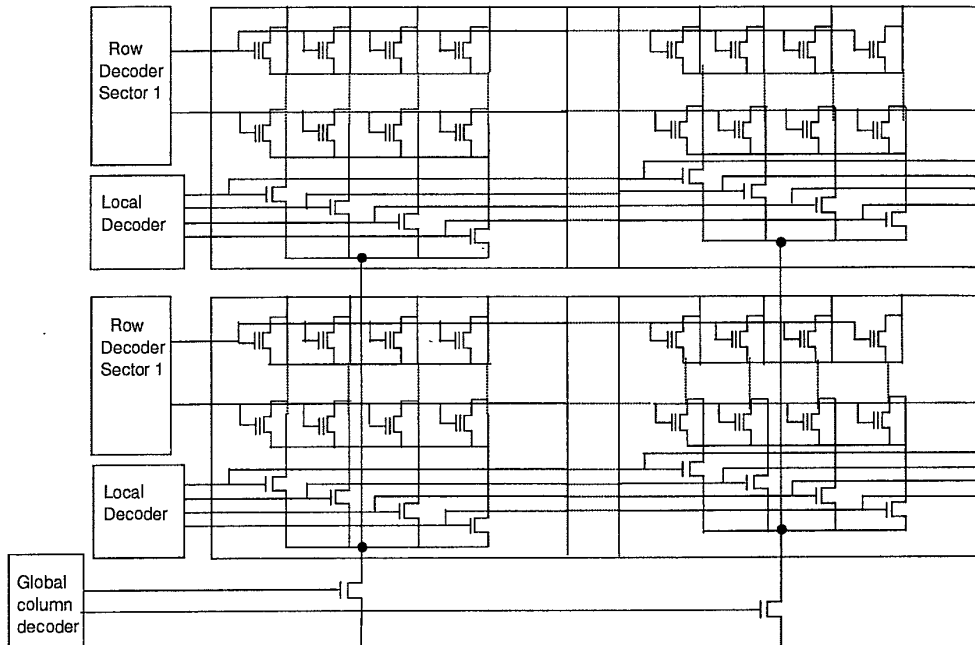 Row
Decoder
Sector 1
Local
Decoder
Row
Decoder
Sector 1
Local
Decoder
Global
column
decoder